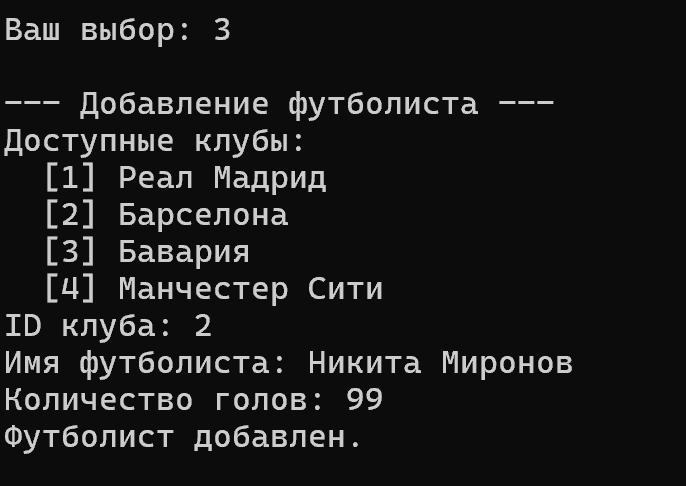 Ваш выбор: 3
--- Добавление футболиста ---
Доступные клубы:
[1] Реал Мадрид
[2] Барселона
[3] Бавария
[4] Манчестер Сити
ID клуба: 2
Имя футболиста: Никита Миронов
Количество голов: 99
Футболист добавлен.